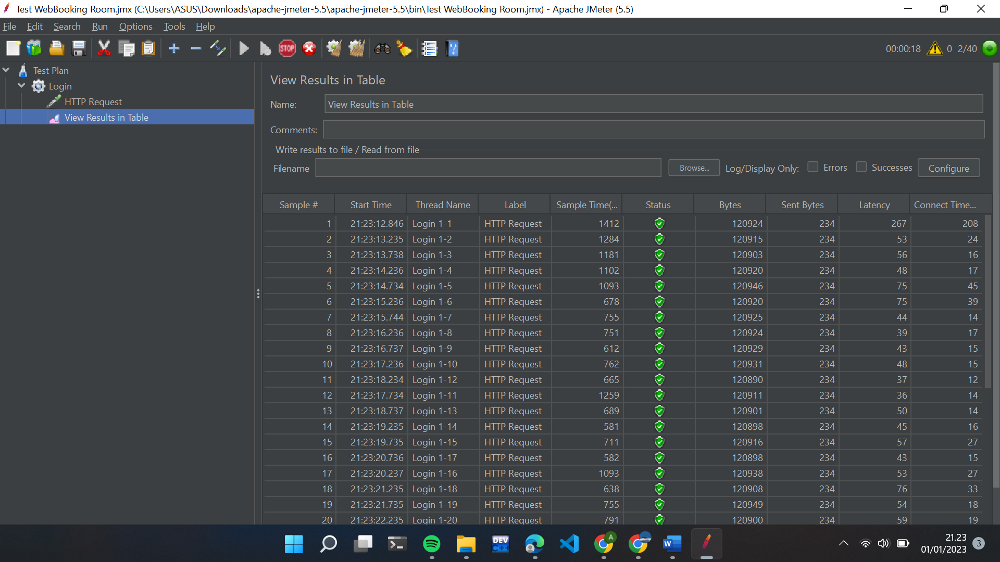 Test WebBooking Room.jmx (C:\Users\ASUS\Downloads\apache-jmeter-5.5\apache-jmeter-5.5\bin\Test WebBooking Room.jmx) - Apache JMeter (5.5)
File Edit Search Run Options Tools Help
STOP 00:00:18 0 2/40
Test Plan
Login
HTTP Request
View Results in Table
View Results in Table
Name: View Results in Table
Comments:
Write results to file / Read from file
Filename Browse... Log/Display Only: Errors Successes Configure
Sample # Start Time Thread Name Label Sample Time(... Status Bytes Sent Bytes Latency Connect Time...
1 21:23:12.846 Login 1-1 HTTP Request 1412 120924 234 267 208
2 21:23:13.235 Login 1-2 HTTP Request 1284 120915 234 53 24
3 21:23:13.738 Login 1-3 HTTP Request 1181 120903 234 56 16
4 21:23:14.236 Login 1-4 HTTP Request 1102 120920 234 48 17
5 21:23:14.734 Login 1-5 HTTP Request 1093 120946 234 75 45
6 21:23:15.236 Login 1-6 HTTP Request 678 120920 234 75 39
7 21:23:15.744 Login 1-7 HTTP Request 755 120925 234 44 14
8 21:23:16.236 Login 1-8 HTTP Request 751 120924 234 39 17
9 21:23:16.737 Login 1-9 HTTP Request 612 120929 234 43 15
10 21:23:17.236 Login 1-10 HTTP Request 762 120931 234 48 15
11 21:23:18.234 Login 1-12 HTTP Request 665 120890 234 37 12
12 21:23:17.734 Login 1-11 HTTP Request 1259 120911 234 36 14
13 21:23:18.737 Login 1-13 HTTP Request 689 120901 234 50 14
14 21:23:19.235 Login 1-14 HTTP Request 581 120898 234 45 16
15 21:23:19.735 Login 1-15 HTTP Request 711 120916 234 57 27
16 21:23:20.736 Login 1-17 HTTP Request 582 120898 234 43 15
17 21:23:20.237 Login 1-16 HTTP Request 1093 120938 234 53 27
18 21:23:21.235 Login 1-18 HTTP Request 638 120908 234 76 33
19 21:23:21.735 Login 1-19 HTTP Request 755 120949 234 54 18
20 21:23:22.235 Login 1-20 HTTP Request 791 120900 234 59 19
DEV C++ A W
21.23
01/01/2023 3